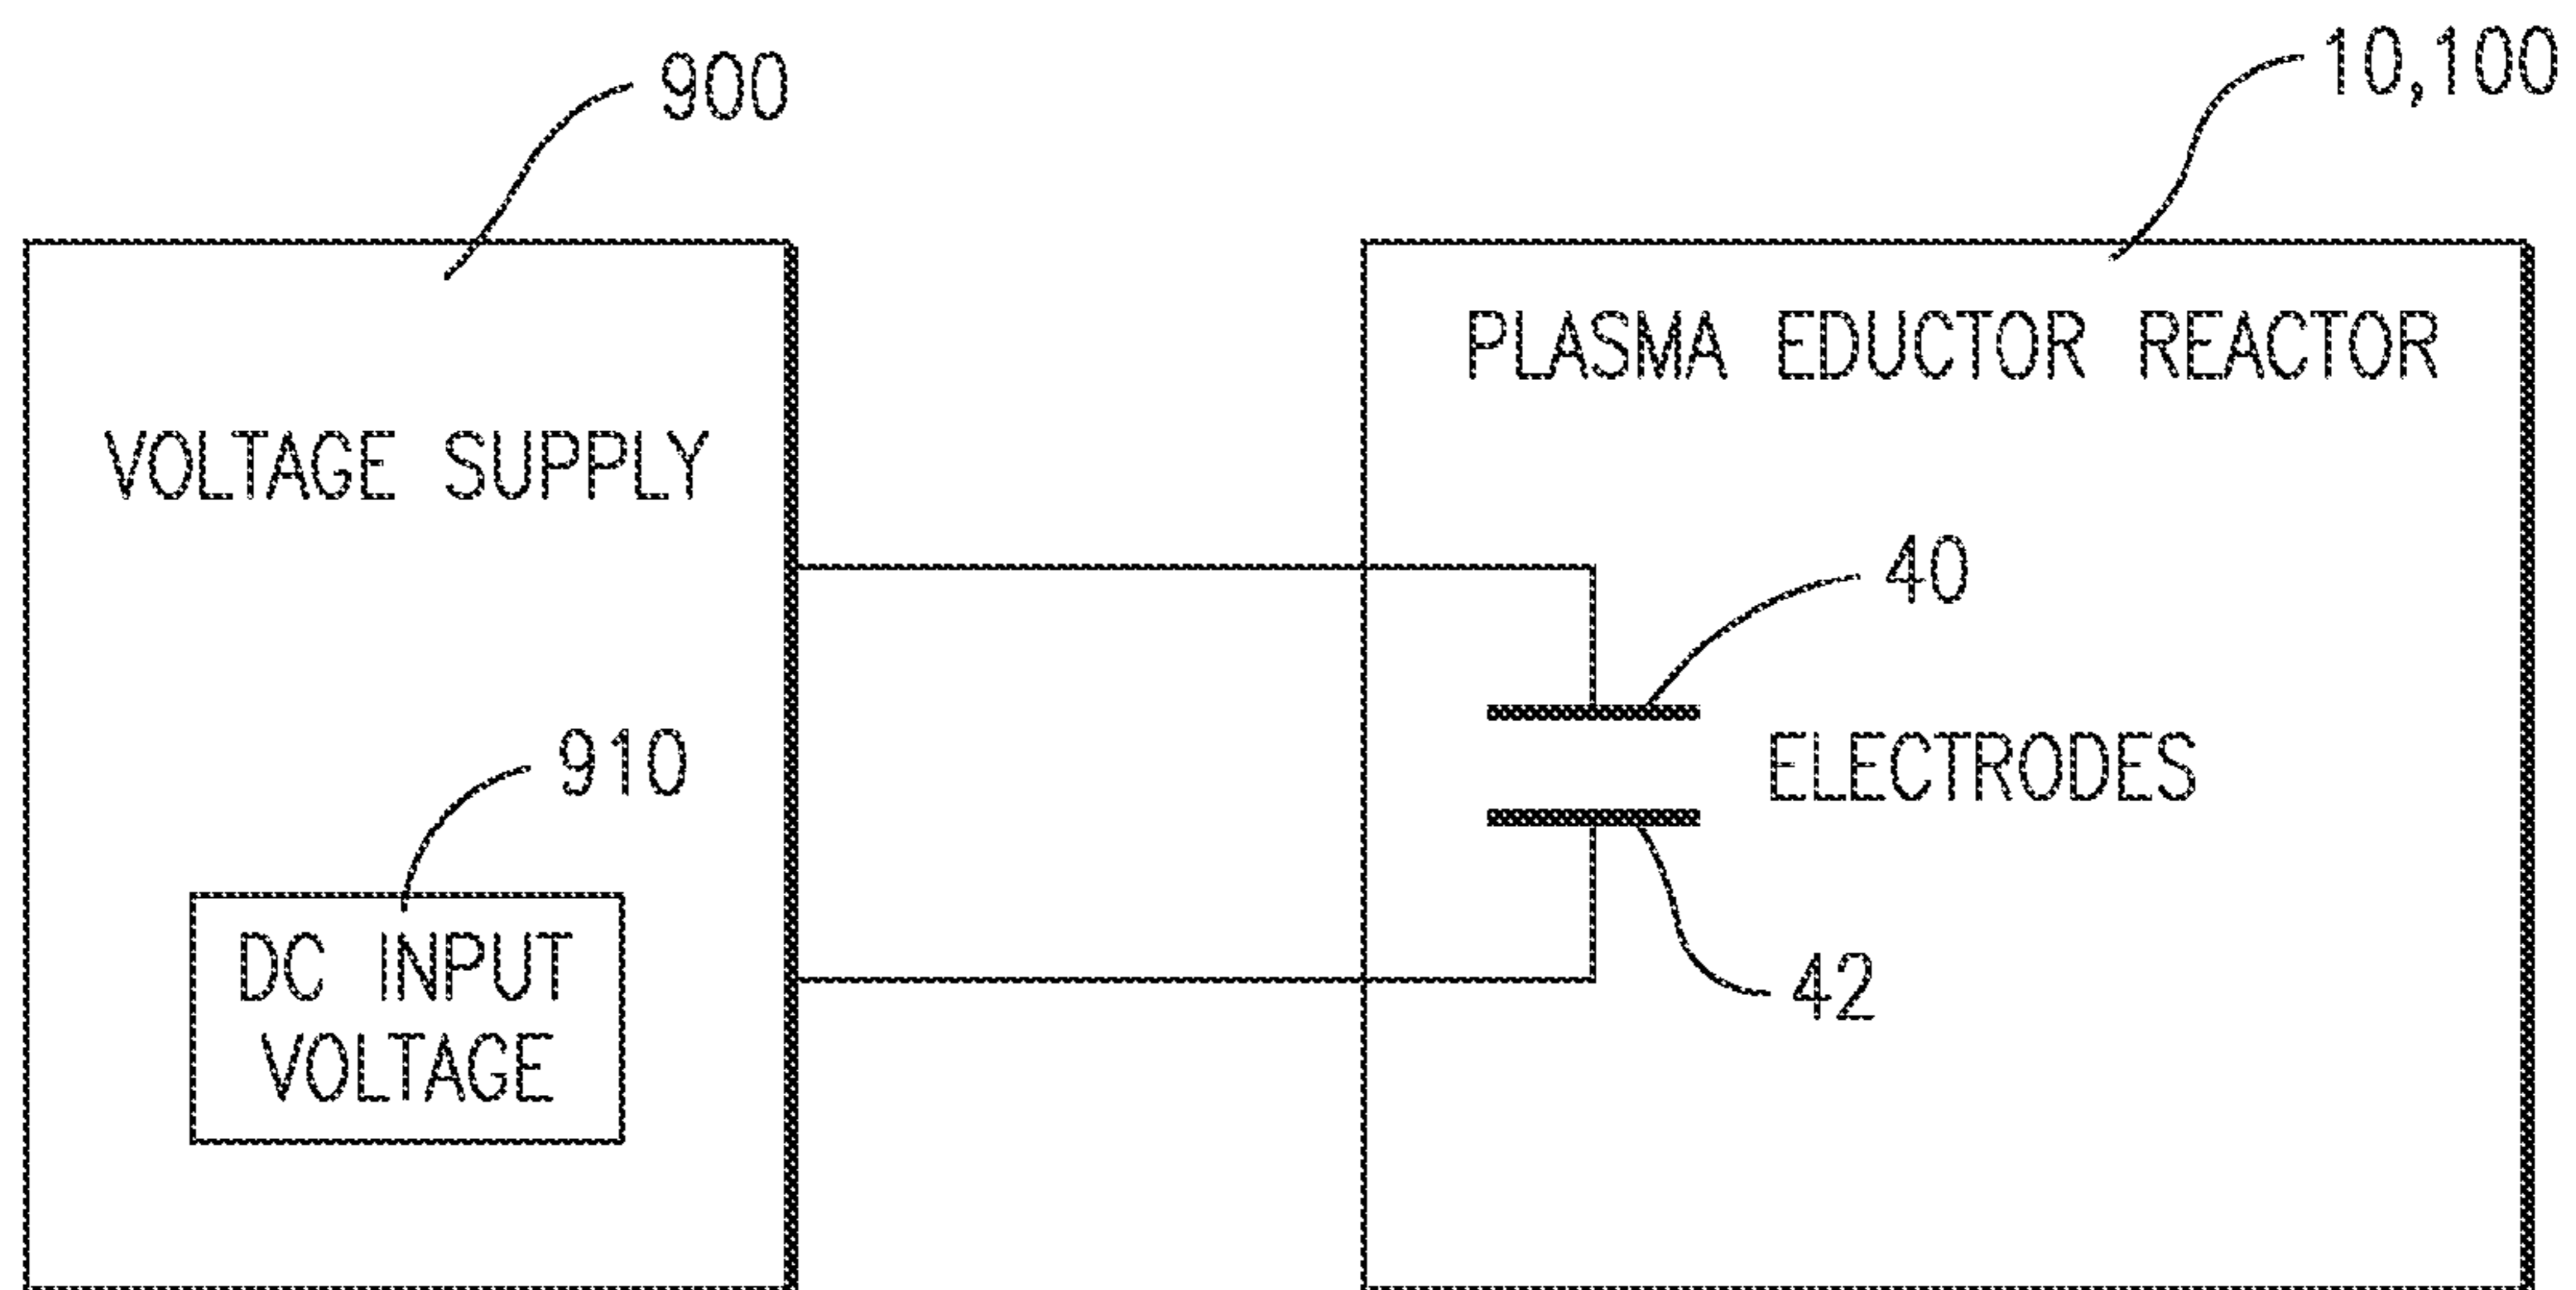 900
10,100
VOLTAGE SUPPLY
PLASMA EDUCTOR REACTOR
40
ELECTRODES
42
910
DC INPUT
VOLTAGE